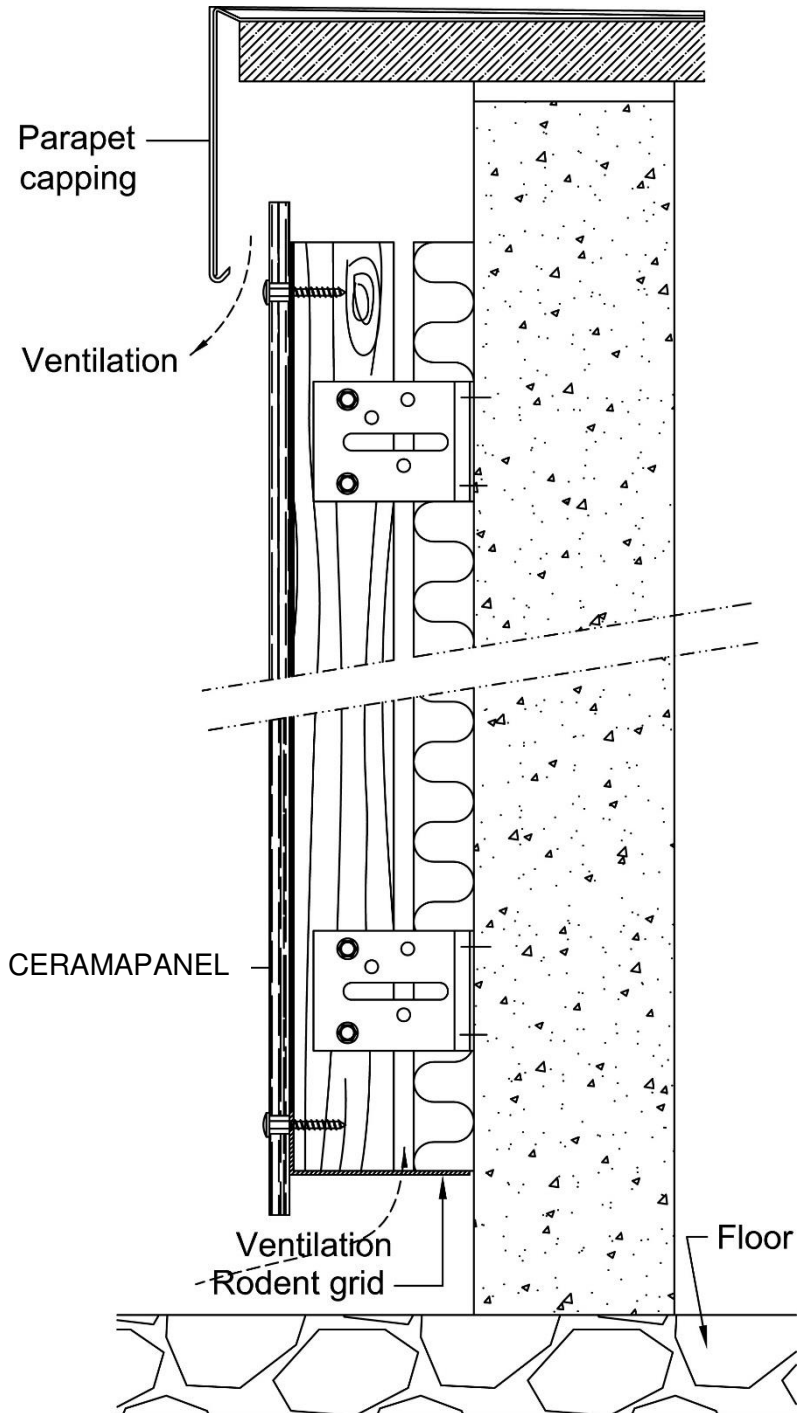 Parapet
capping
Ventilation
CERAMAPANEL
Ventilation
Rodent grid
Floor